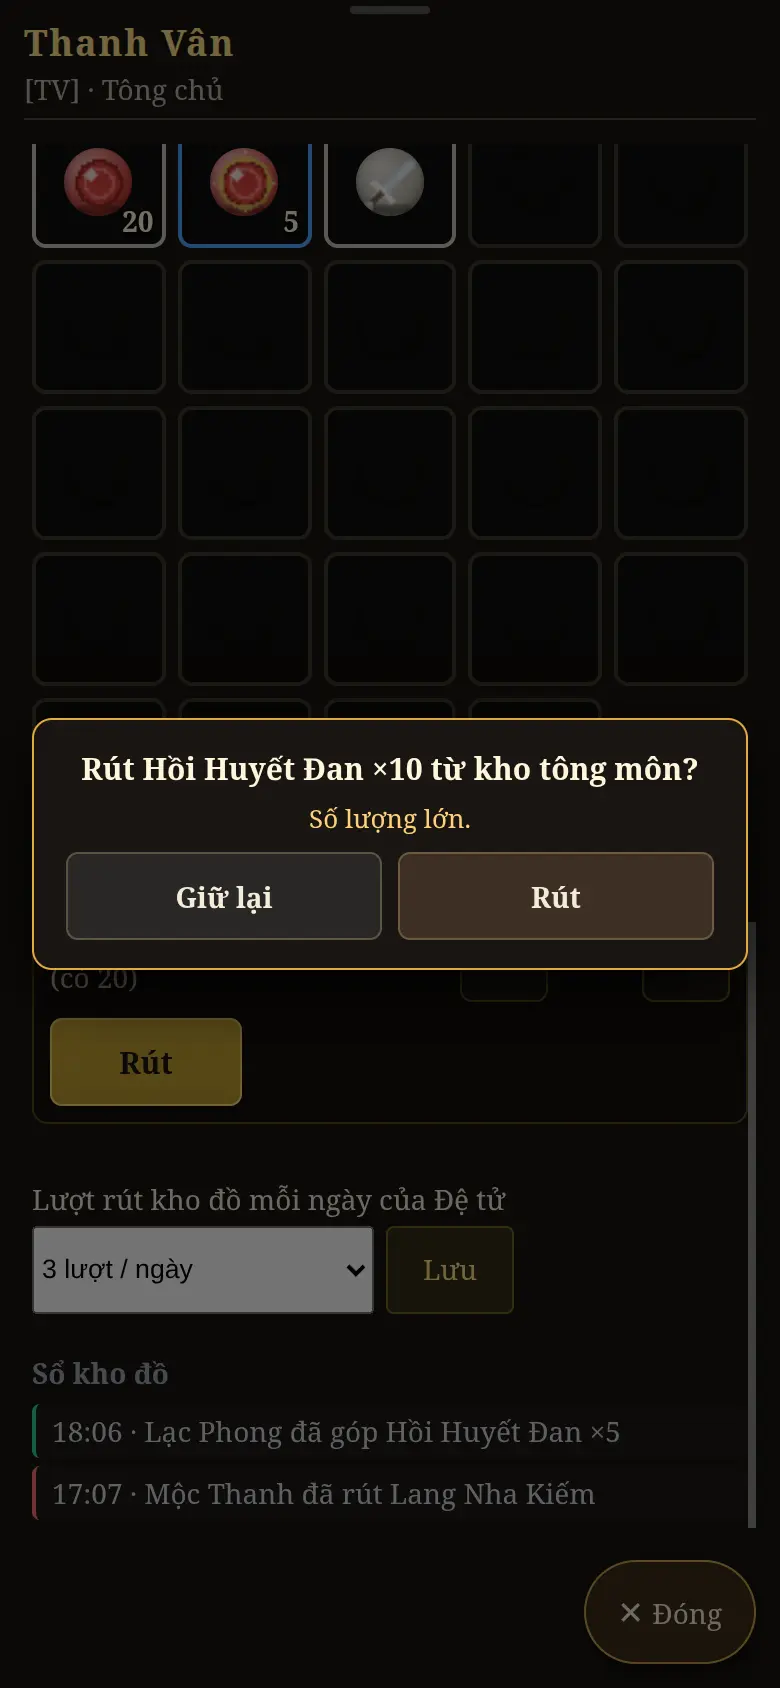 Thanh Vân
[TV] · Tông chủ
20
5
Rút Hồi Huyết Đan ×10 từ kho tông môn?
Số lượng lớn.
Giữ lại
Rút
(có 20)
Rút
Lượt rút kho đồ mỗi ngày của Đệ tử
3 lượt / ngày
Lưu
Sổ kho đồ
18:06 · Lạc Phong đã góp Hồi Huyết Đan ×5
17:07 · Mộc Thanh đã rút Lang Nha Kiếm
✕ Đóng